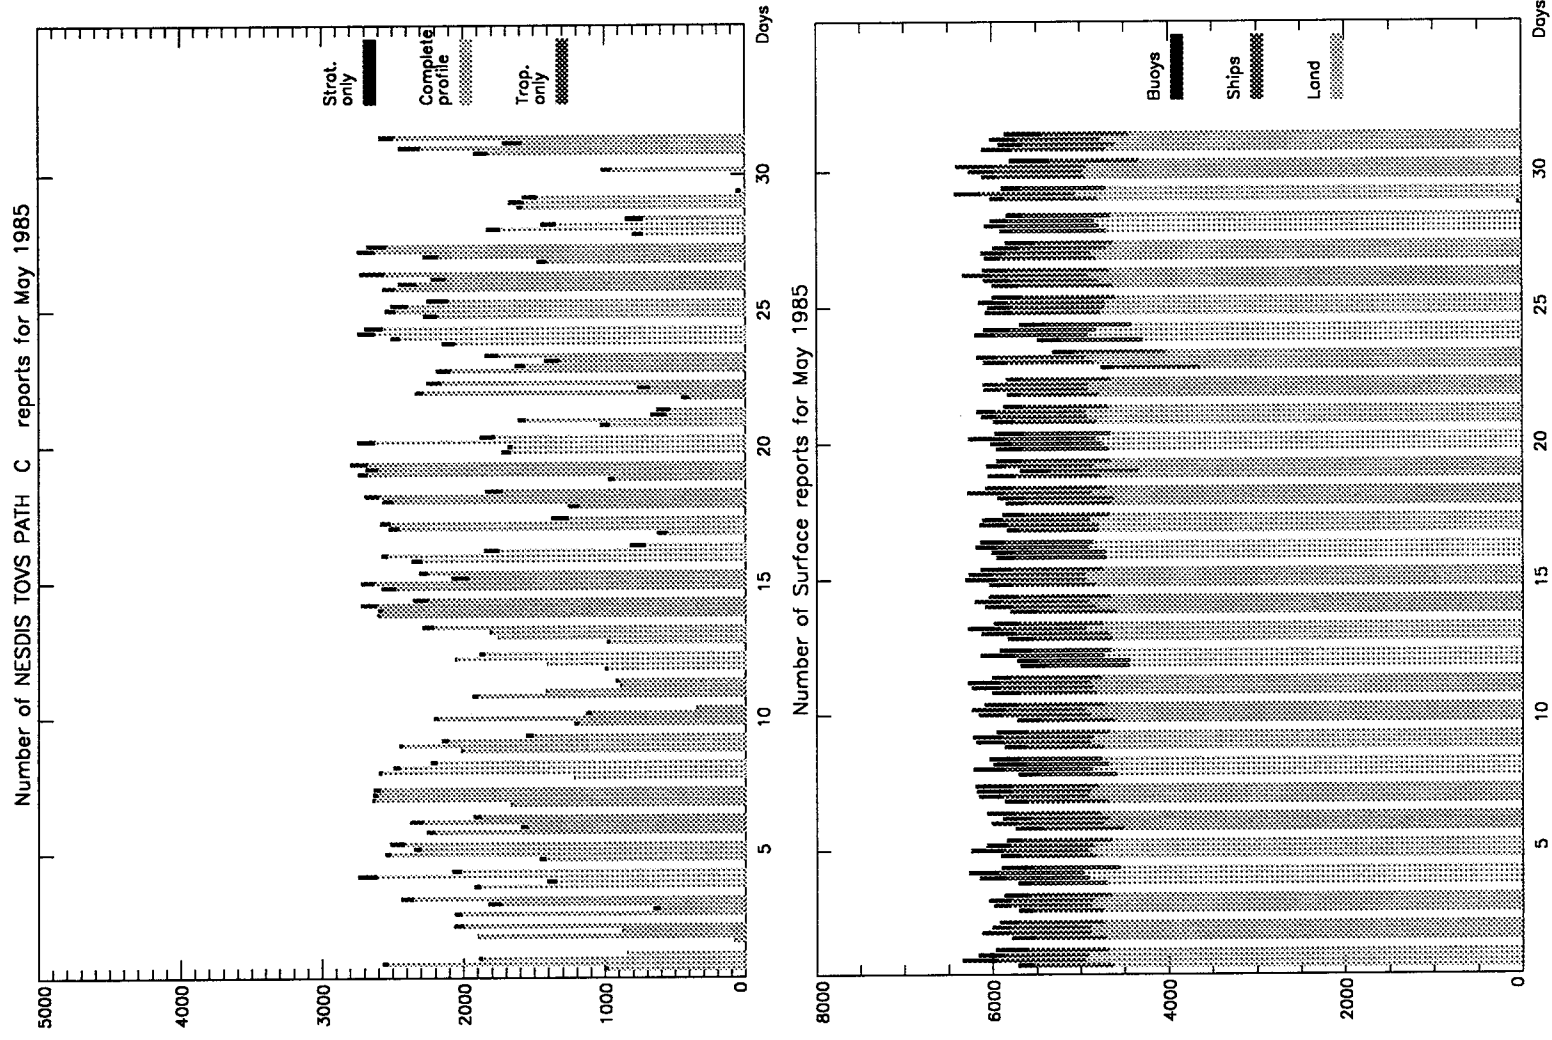 Number of NESDIS TOVS PATH C reports for May 1985
5000
4000
3000
2000
1000
0
5
10
15
20
25
30
Days
Strat.
only
Complete
profile
Trop.
only
Number of Surface reports for May 1985
8000
6000
4000
2000
0
5
10
15
20
25
30
Days
Buoys
Ships
Land